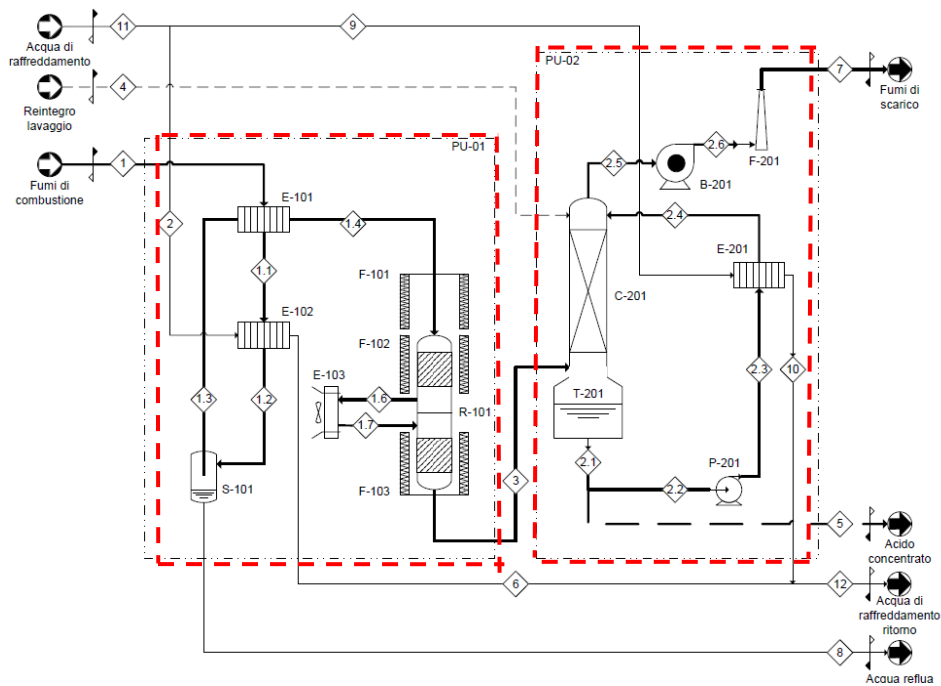 11
9
Acqua di
raffreddamento
PU-02
4
7
Reintegro
lavaggio
Fumi di
scarico
F-201
PU-01
1
2.5
2.6
B-201
Fumi di
combustione
E-101
2
1.4
2.4
E-201
1.1
F-101
C-201
E-102
F-102
1.3
1.2
E-103
1.6
10
2.3
T-201
R-101
1.7
2.1
P-201
S-101
F-103
3
2.2
5
Acido
concentrato
6
12
Acqua di
raffreddamento
ritorno
8
Acqua reflua